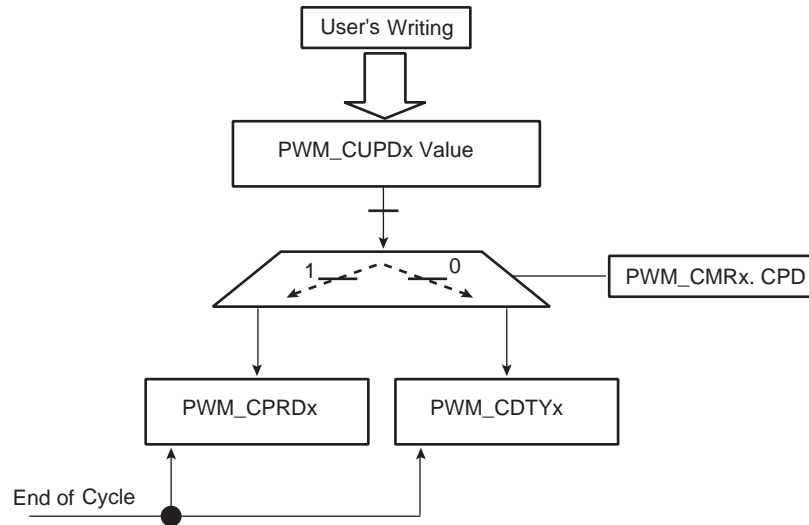 User's Writing
PWM_CUPDx Value
1
0
PWM_CMRx. CPD
PWM_CPRDx
PWM_CDTYx
End of Cycle